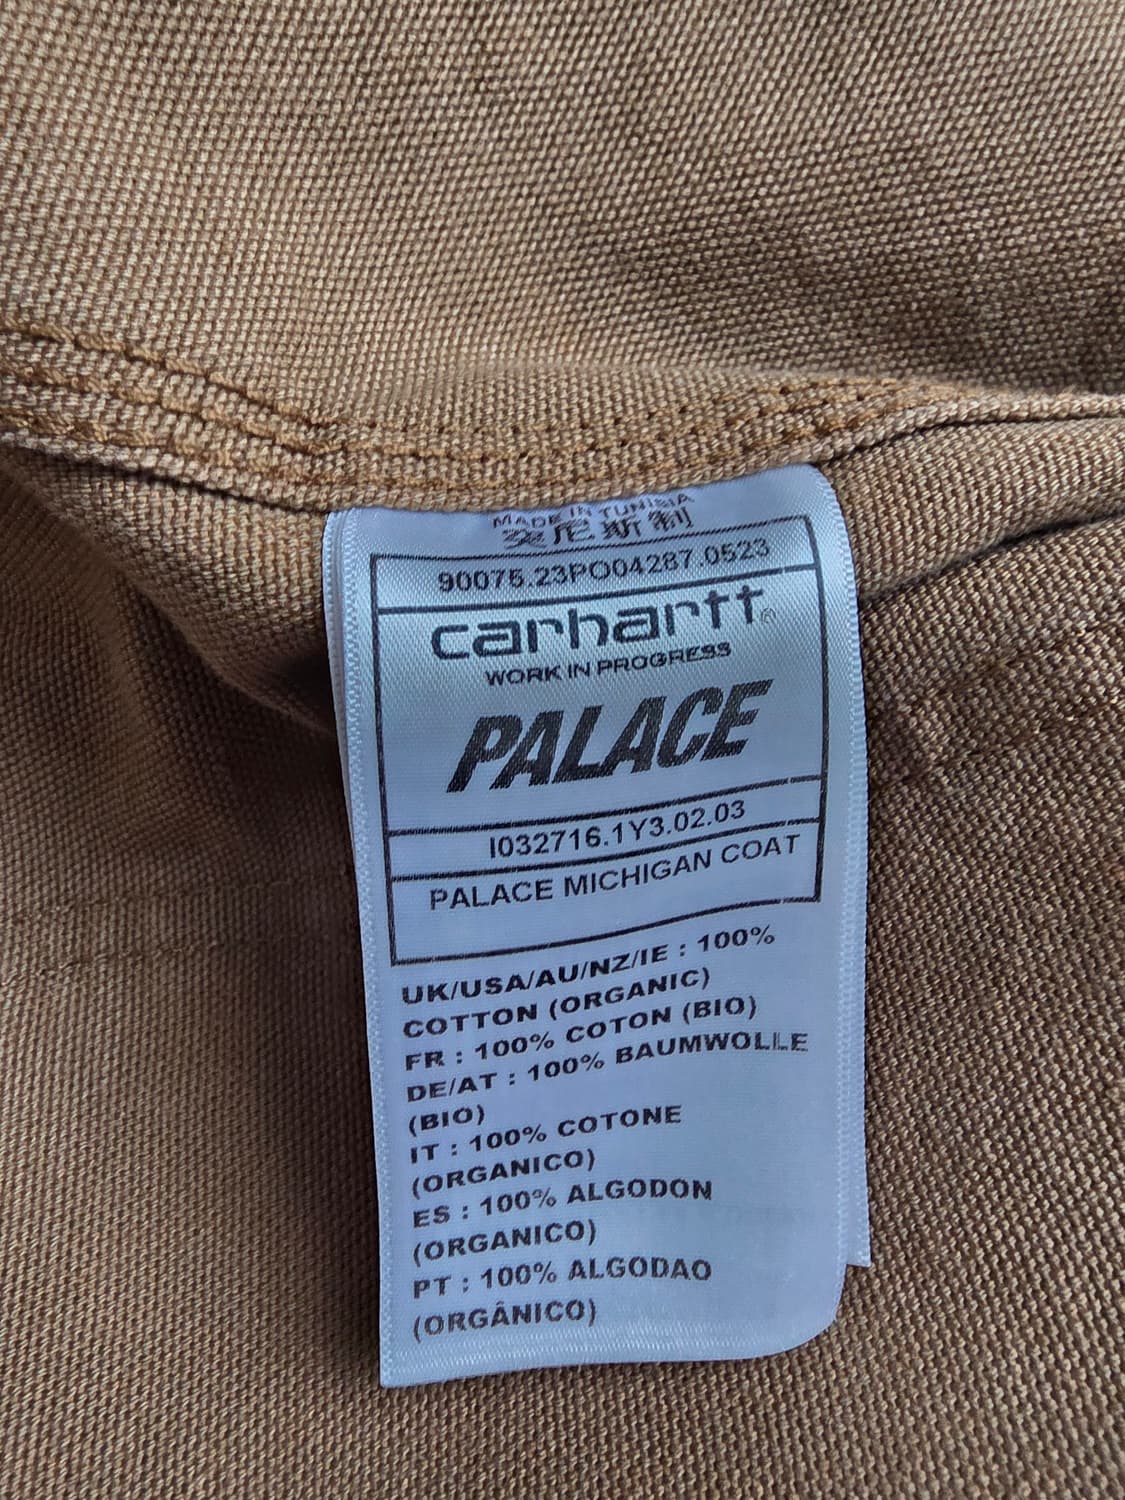 MADE IN TUNISIA
突尼斯制
90075.23PO04287.0523
carhartt®
WORK IN PROGRESS
PALACE
I032716.1Y3.02.03
PALACE MICHIGAN COAT
UK/USA/AU/NZ/IE : 100%
COTTON (ORGANIC)
FR : 100% COTON (BIO)
DE/AT : 100% BAUMWOLLE
(BIO)
IT : 100% COTONE
(ORGANICO)
ES : 100% ALGODON
(ORGANICO)
PT : 100% ALGODAO
(ORGÂNICO)